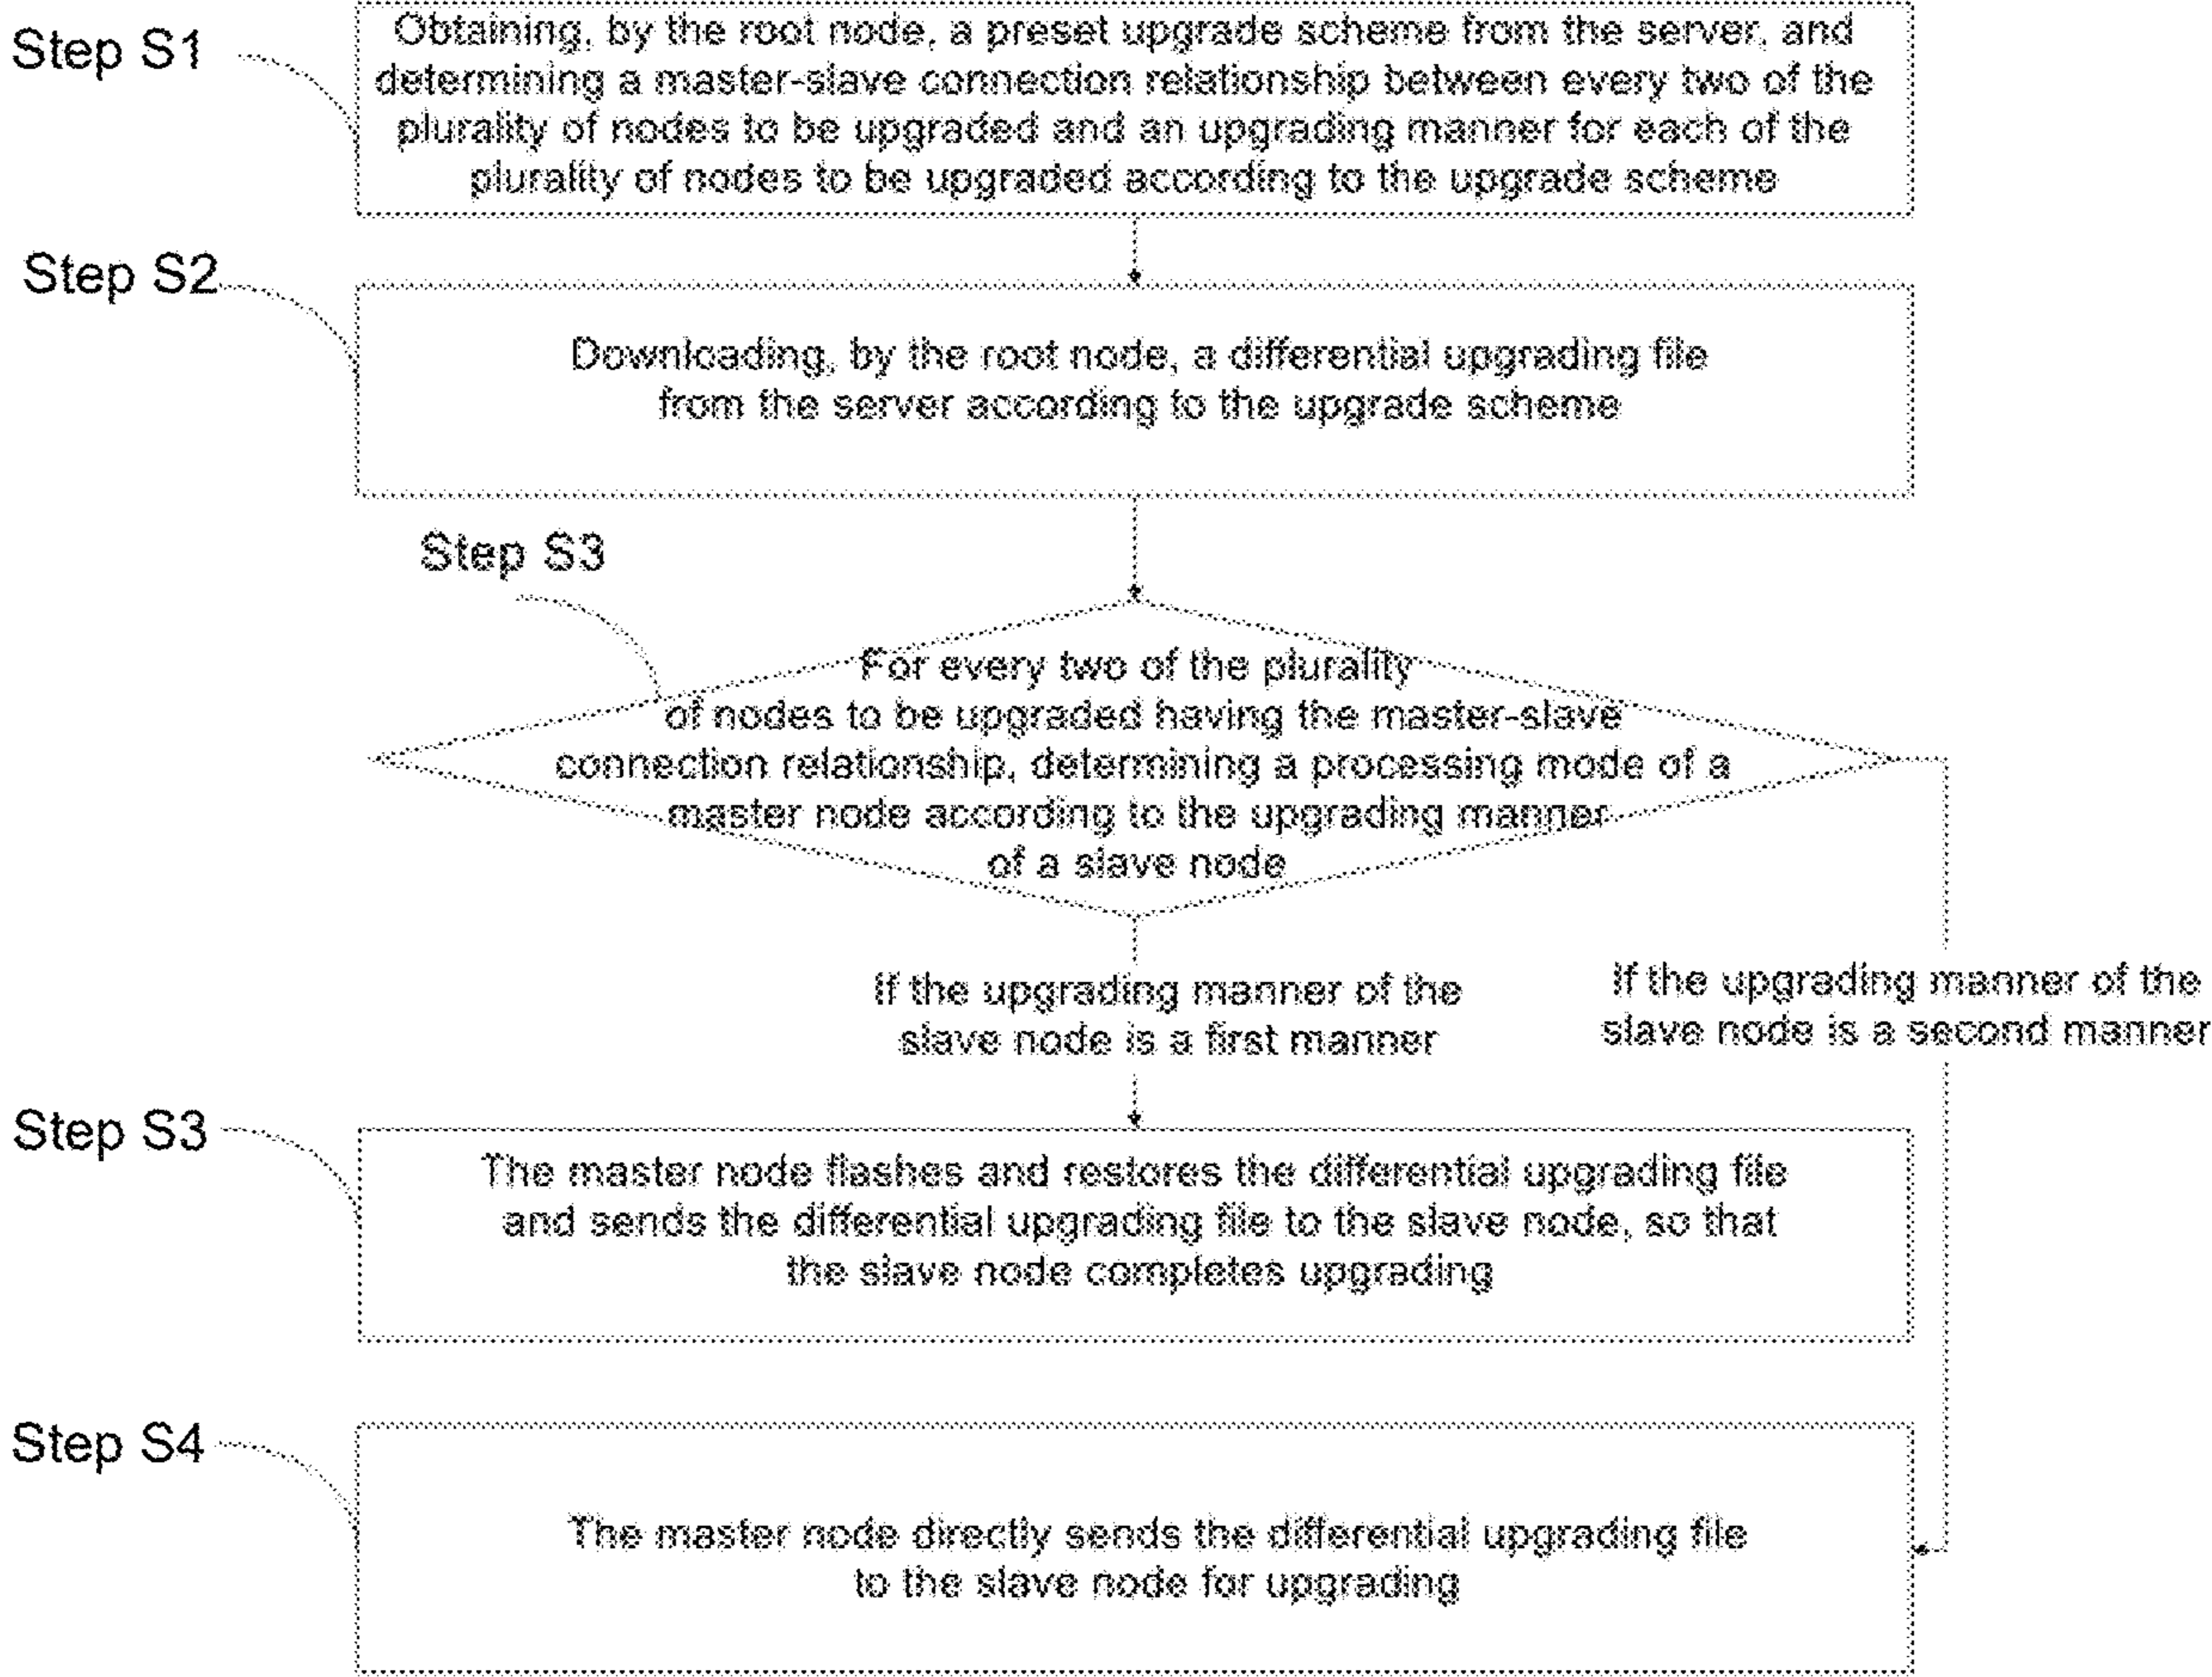 Step S1
Obtaining, by the root node, a preset upgrade scheme from the server, and
determining a master-slave connection relationship between every two of the
plurality of nodes to be upgraded and an upgrading manner for each of the
plurality of nodes to be upgraded according to the upgrade scheme
Step S2
Downloading, by the root node, a differential upgrading file
from the server according to the upgrade scheme
Step S3
For every two of the plurality
of nodes to be upgraded having the master-slave
connection relationship, determining a processing mode of a
master node according to the upgrading manner
of a slave node
If the upgrading manner of the
slave node is a first manner
If the upgrading manner of the
slave node is a second manner
Step S3
The master node flashes and restores the differential upgrading file
and sends the differential upgrading file to the slave node, so that
the slave node completes upgrading
Step S4
The master node directly sends the differential upgrading file
to the slave node for upgrading